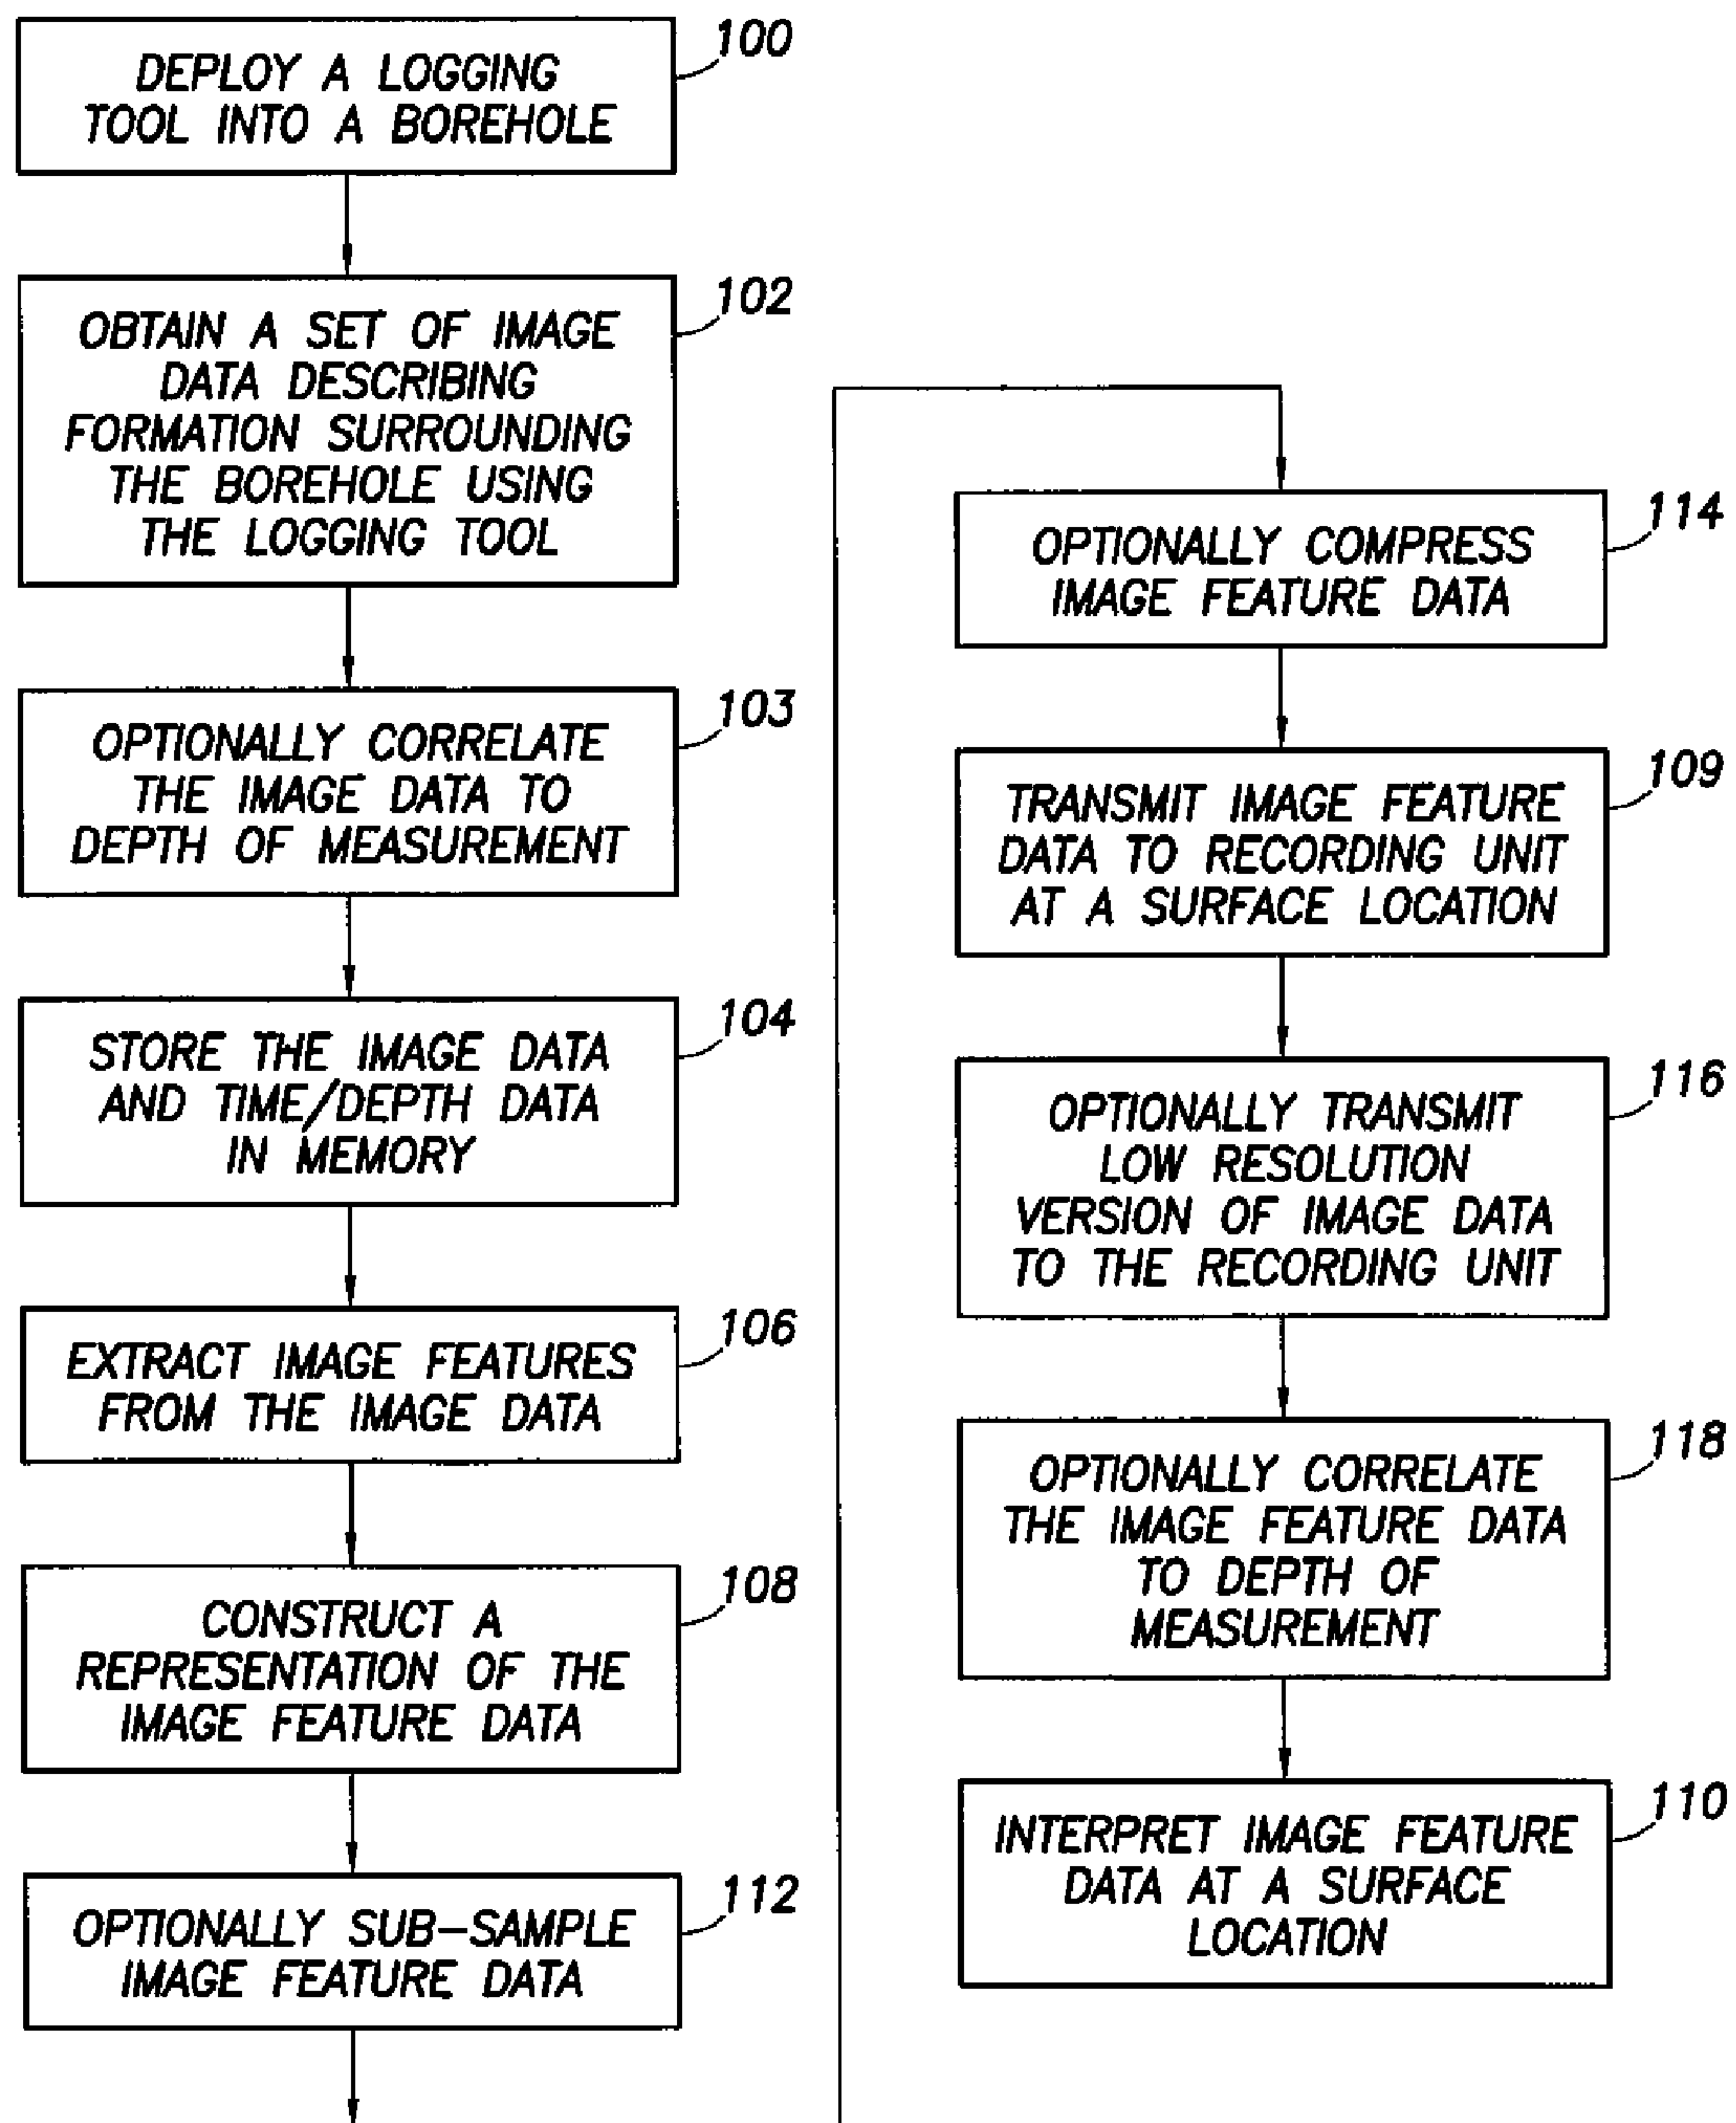 100
DEPLOY A LOGGING
TOOL INTO A BOREHOLE
102
OBTAIN A SET OF IMAGE
DATA DESCRIBING
FORMATION SURROUNDING
THE BOREHOLE USING
THE LOGGING TOOL
103
OPTIONALLY CORRELATE
THE IMAGE DATA TO
DEPTH OF MEASUREMENT
104
STORE THE IMAGE DATA
AND TIME/DEPTH DATA
IN MEMORY
106
EXTRACT IMAGE FEATURES
FROM THE IMAGE DATA
108
CONSTRUCT A
REPRESENTATION OF THE
IMAGE FEATURE DATA
112
OPTIONALLY SUB-SAMPLE
IMAGE FEATURE DATA
114
OPTIONALLY COMPRESS
IMAGE FEATURE DATA
109
TRANSMIT IMAGE FEATURE
DATA TO RECORDING UNIT
AT A SURFACE LOCATION
116
OPTIONALLY TRANSMIT
LOW RESOLUTION
VERSION OF IMAGE DATA
TO THE RECORDING UNIT
118
OPTIONALLY CORRELATE
THE IMAGE FEATURE DATA
TO DEPTH OF
MEASUREMENT
110
INTERPRET IMAGE FEATURE
DATA AT A SURFACE
LOCATION